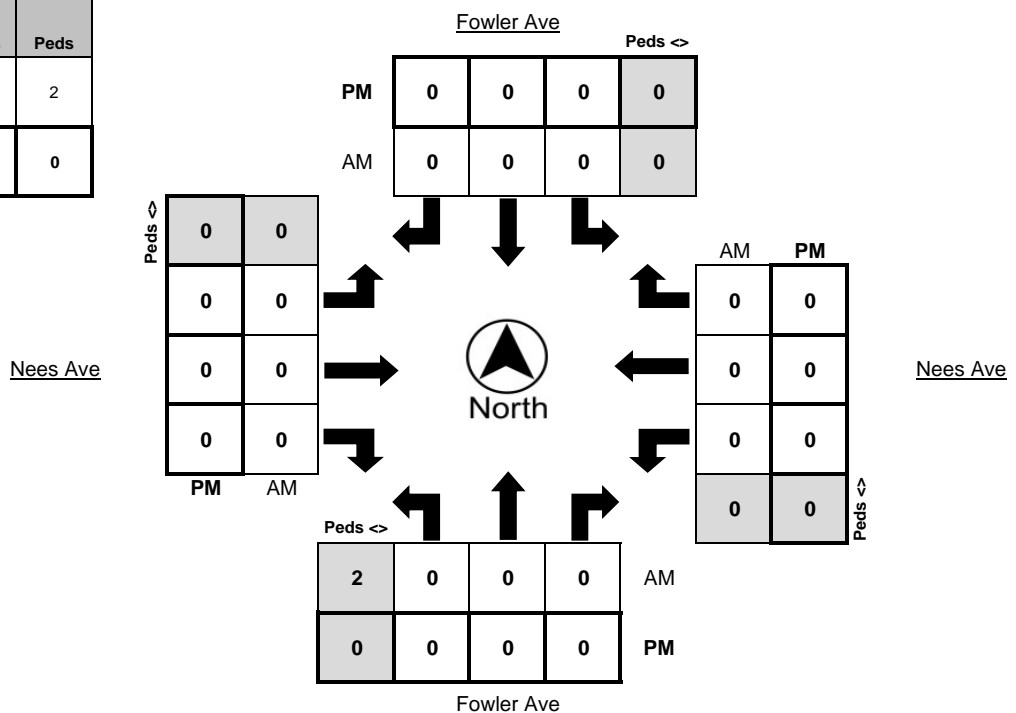 Fowler Ave
Peds
Peds <>
2
PM 0 0 0 0
0
AM 0 0 0 0
Peds <>
0 0
AM PM
0 0
0 0
Nees Ave
0 0
North
0 0
Nees Ave
0 0
0 0
PM AM
0 0
Peds <>
Peds <>
2 0 0 0 AM
0 0 0 0 PM
Fowler Ave